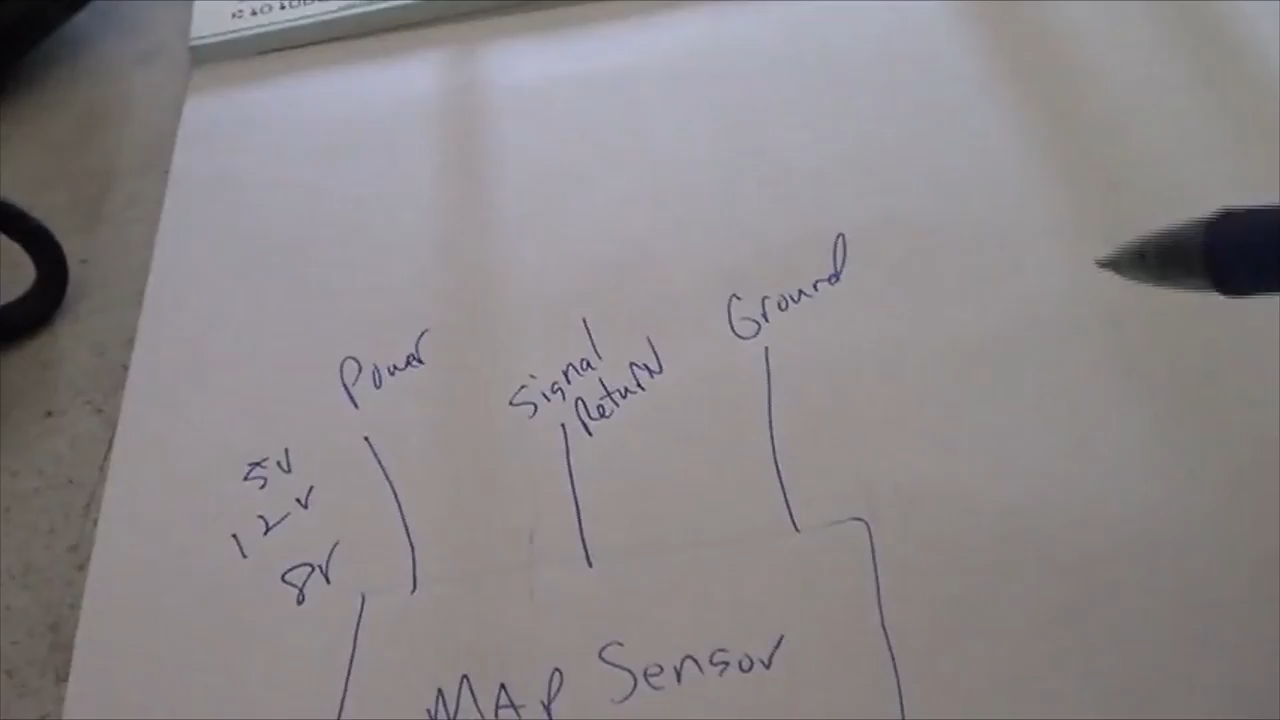 Ground
Power
Signal
Return
5v
12v
8v
MAP Sensor